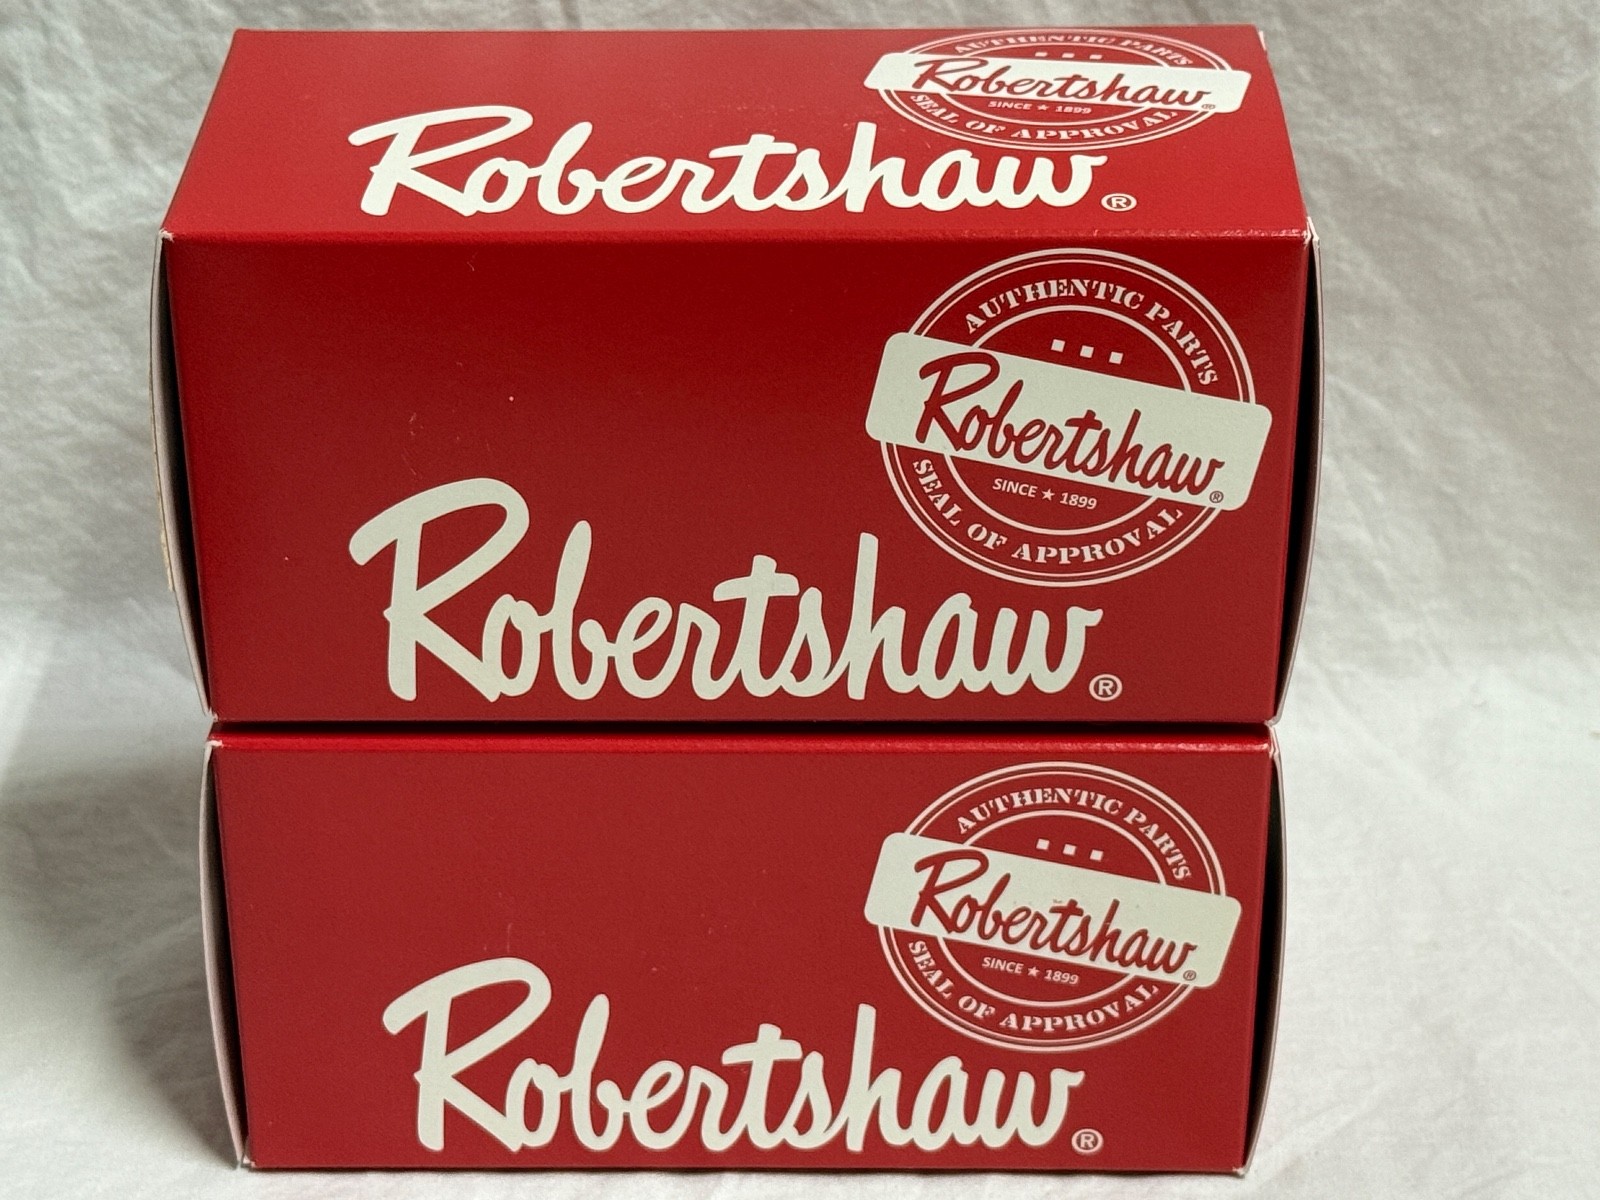 AUTHENTIC PARTS
Robertshaw®
SINCE ★ 1899
SEAL OF APPROVAL
Robertshaw®
AUTHENTIC PARTS
Robertshaw®
SINCE ★ 1899
SEAL OF APPROVAL
Robertshaw®
AUTHENTIC PARTS
Robertshaw®
SINCE ★ 1899
SEAL OF APPROVAL
Robertshaw®